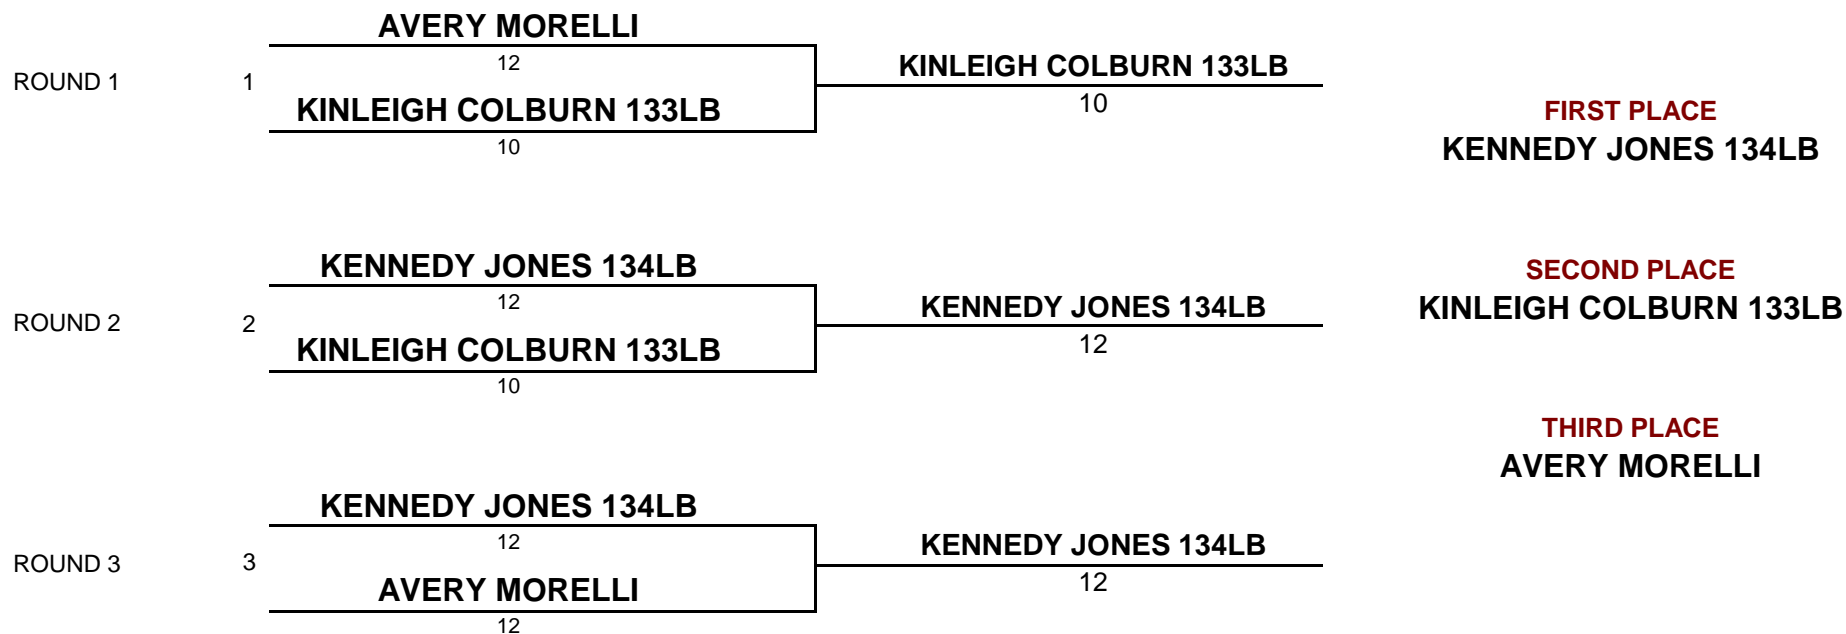 AVERY MORELLI
12
ROUND 1
1
KINLEIGH COLBURN 133LB
10
KINLEIGH COLBURN 133LB
10
FIRST PLACE
KENNEDY JONES 134LB
KENNEDY JONES 134LB
12
ROUND 2
2
KINLEIGH COLBURN 133LB
10
KENNEDY JONES 134LB
12
SECOND PLACE
KINLEIGH COLBURN 133LB
THIRD PLACE
AVERY MORELLI
KENNEDY JONES 134LB
12
ROUND 3
3
AVERY MORELLI
12
KENNEDY JONES 134LB
12